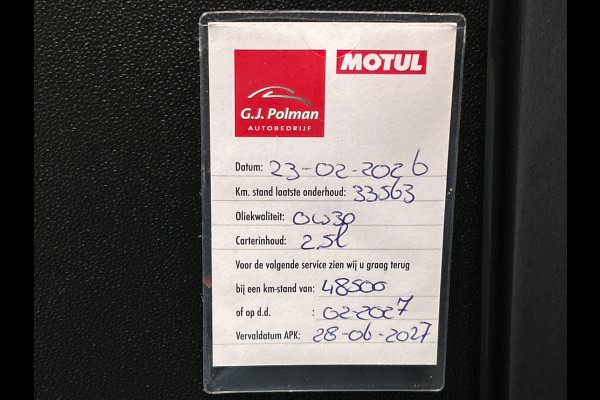 MOTUL
G.J. Polman
AUTOBEDRIJF
Datum: 23-02-2026
Km. stand laatste onderhoud: 33563
Oliekwaliteit: 0W30
Carterinhoud: 2,5l
Voor de volgende service zien wij u graag terug
bij een km-stand van: 48500
of op d.d. : 02-2027
Vervaldatum APK: 28-06-2027